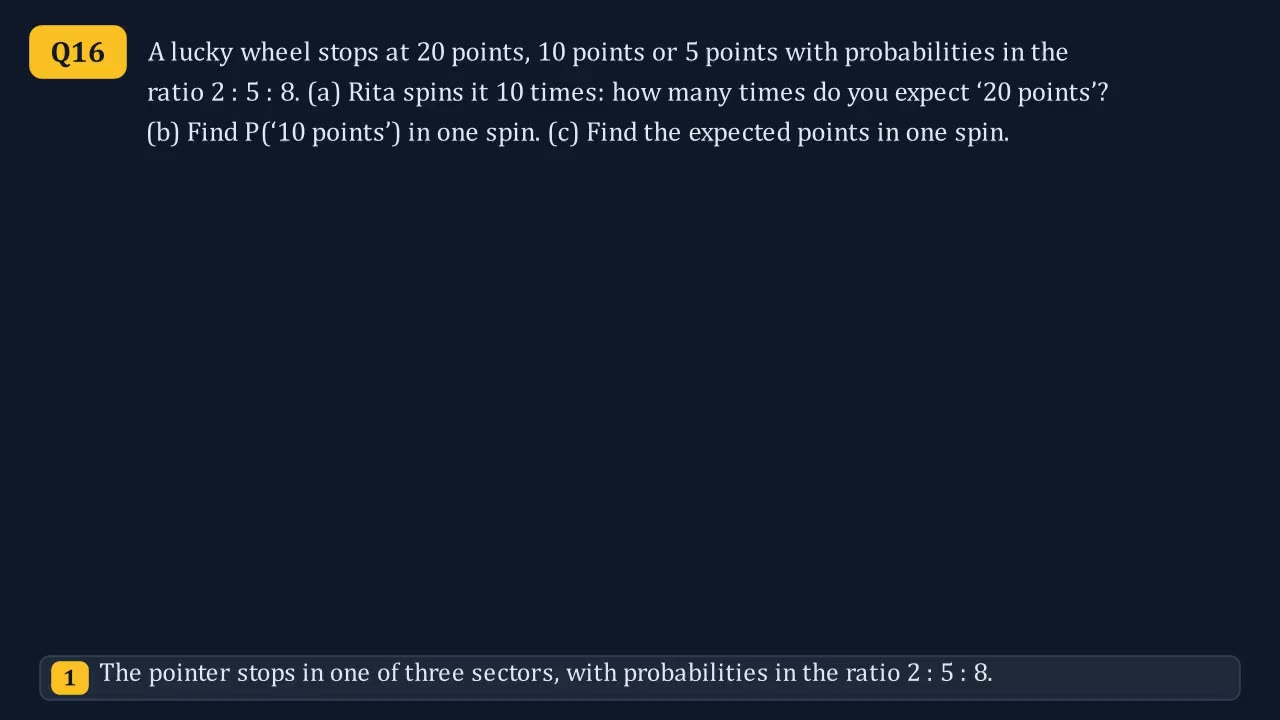 Q16
A lucky wheel stops at 20 points, 10 points or 5 points with probabilities in the
ratio 2 : 5 : 8. (a) Rita spins it 10 times: how many times do you expect ‘20 points’?
(b) Find P(‘10 points’) in one spin. (c) Find the expected points in one spin.
1 The pointer stops in one of three sectors, with probabilities in the ratio 2 : 5 : 8.